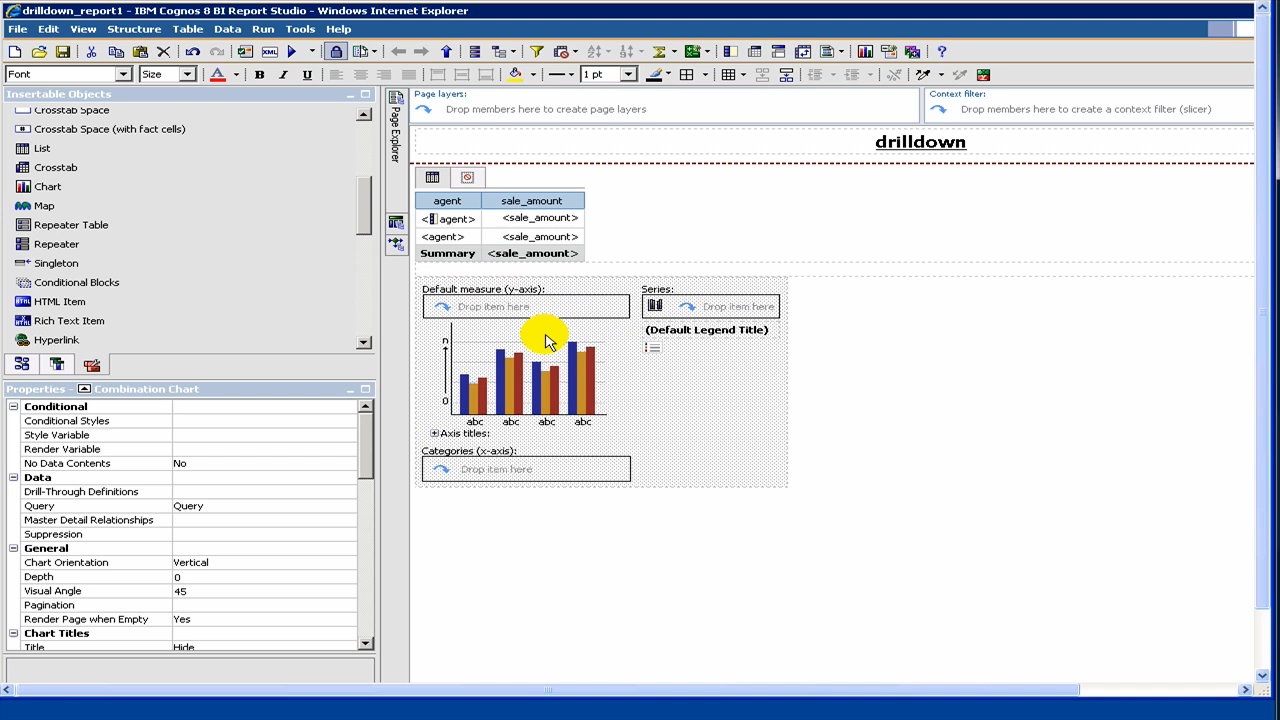 drilldown_report1 - IBM Cognos 8 BI Report Studio - Windows Internet Explorer
File Edit View Structure Table Data Run Tools Help
Font Size B I U A 1 pt
Insertable Objects
Crosstab Space
Crosstab Space (with fact cells)
List
Crosstab
Chart
Map
Repeater Table
Repeater
Singleton
Conditional Blocks
HTML Item
Rich Text Item
Hyperlink
Properties - Combination Chart
Conditional
Conditional Styles
Style Variable
Render Variable
No Data Contents No
Data
Drill-Through Definitions
Query Query
Master Detail Relationships
Suppression
General
Chart Orientation Vertical
Depth 0
Visual Angle 45
Pagination
Render Page when Empty Yes
Chart Titles
Title Hide
Page Explorer
Page layers:
Drop members here to create page layers
Context filter:
Drop members here to create a context filter (slicer)
drilldown
agent sale_amount
<agent> <sale_amount>
<agent> <sale_amount>
Summary <sale_amount>
Default measure (y-axis):
Drop item here
Series:
Drop item here
(Default Legend Title)
n
0
abc abc abc abc
Axis titles:
Categories (x-axis):
Drop item here